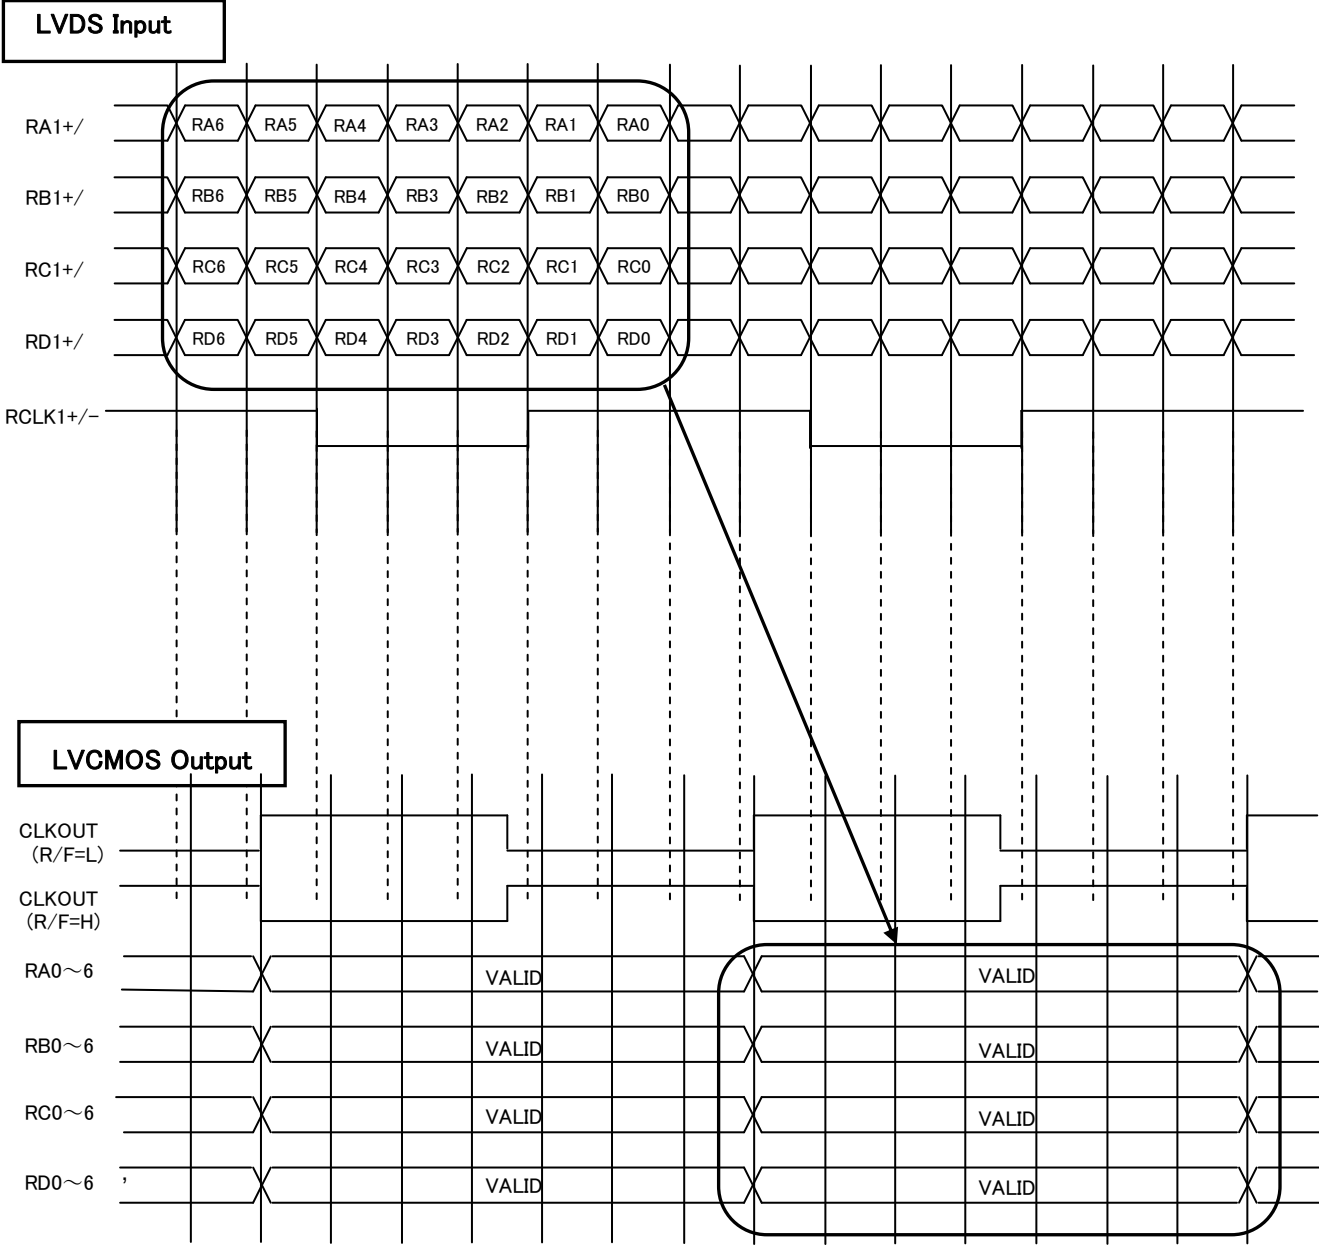 LVDS Input
RA1+/ RA6 RA5 RA4 RA3 RA2 RA1 RA0
RB1+/ RB6 RB5 RB4 RB3 RB2 RB1 RB0
RC1+/ RC6 RC5 RC4 RC3 RC2 RC1 RC0
RD1+/ RD6 RD5 RD4 RD3 RD2 RD1 RD0
RCLK1+/−
LVCMOS Output
CLKOUT
(R/F=L)
CLKOUT
(R/F=H)
RA0～6 VALID VALID
RB0～6 VALID VALID
RC0～6 VALID VALID
RD0～6 ’ VALID VALID